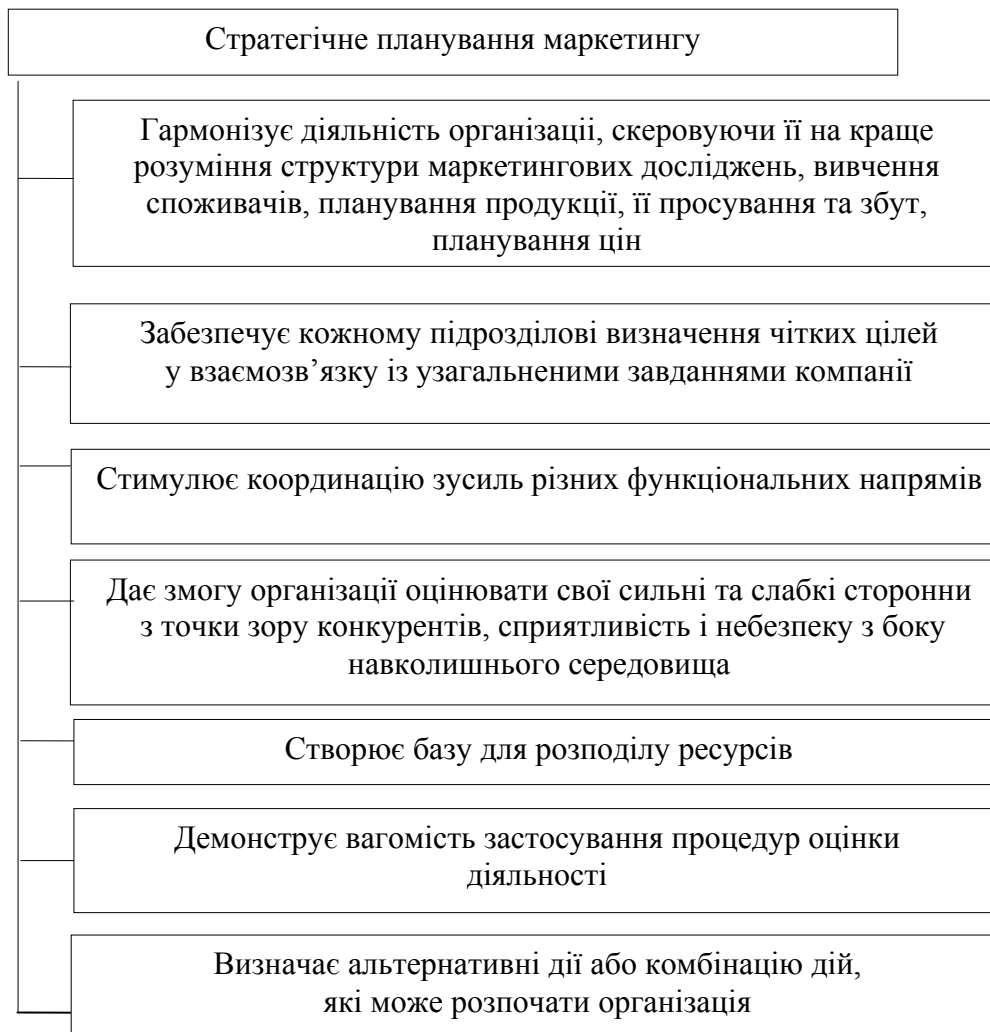 Стратегічне планування маркетингу
Гармонізує діяльність організаціі, скеровуючи її на краще
розуміння структури маркетингових досліджень, вивчення
споживачів, планування продукції, її просування та збут,
планування цін
Забезпечує кожному підрозділові визначення чітких цілей
у взаємозв’язку із узагальненими завданнями компанії
Стимулює координацію зусиль різних функціональних напрямів
Дає змогу організації оцінювати свої сильні та слабкі сторонни
з точки зору конкурентів, сприятливість і небезпеку з боку
навколишнього середовища
Створює базу для розподілу ресурсів
Демонструє вагомість застосування процедур оцінки
діяльності
Визначає альтернативні дії або комбінацію дій,
які може розпочати організація